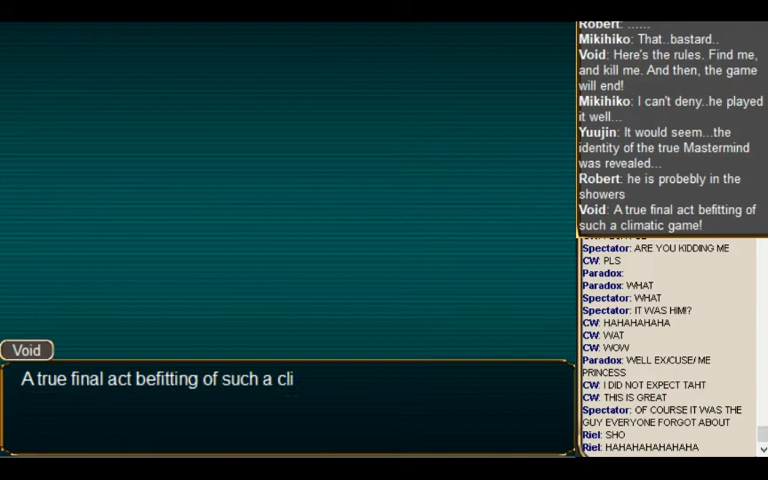 Robert: ......
Mikihiko: That..bastard..
Void: Here's the rules. Find me,
and kill me. And then, the game
will end!
Mikihiko: I can't deny..he played
it well...
Yuujin: It would seem...the
identity of the true Mastermind
was revealed...
Robert: he is probebly in the
showers
Void: A true final act befitting of
such a climatic game!
Spectator: ARE YOU KIDDING ME
CW: PLS
Paradox:
Paradox: WHAT
Spectator: WHAT
Spectator: IT WAS HIM!?
CW: HAHAHAHAHA
CW: WAT
CW: WOW
Paradox: WELL EX/CUSE/ ME
PRINCESS
CW: I DID NOT EXPECT TAHT
CW: THIS IS GREAT
Spectator: OF COURSE IT WAS THE
GUY EVERYONE FORGOT ABOUT
Riel: SHO
Riel: HAHAHAHAHAHAHA
Void
A true final act befitting of such a cli